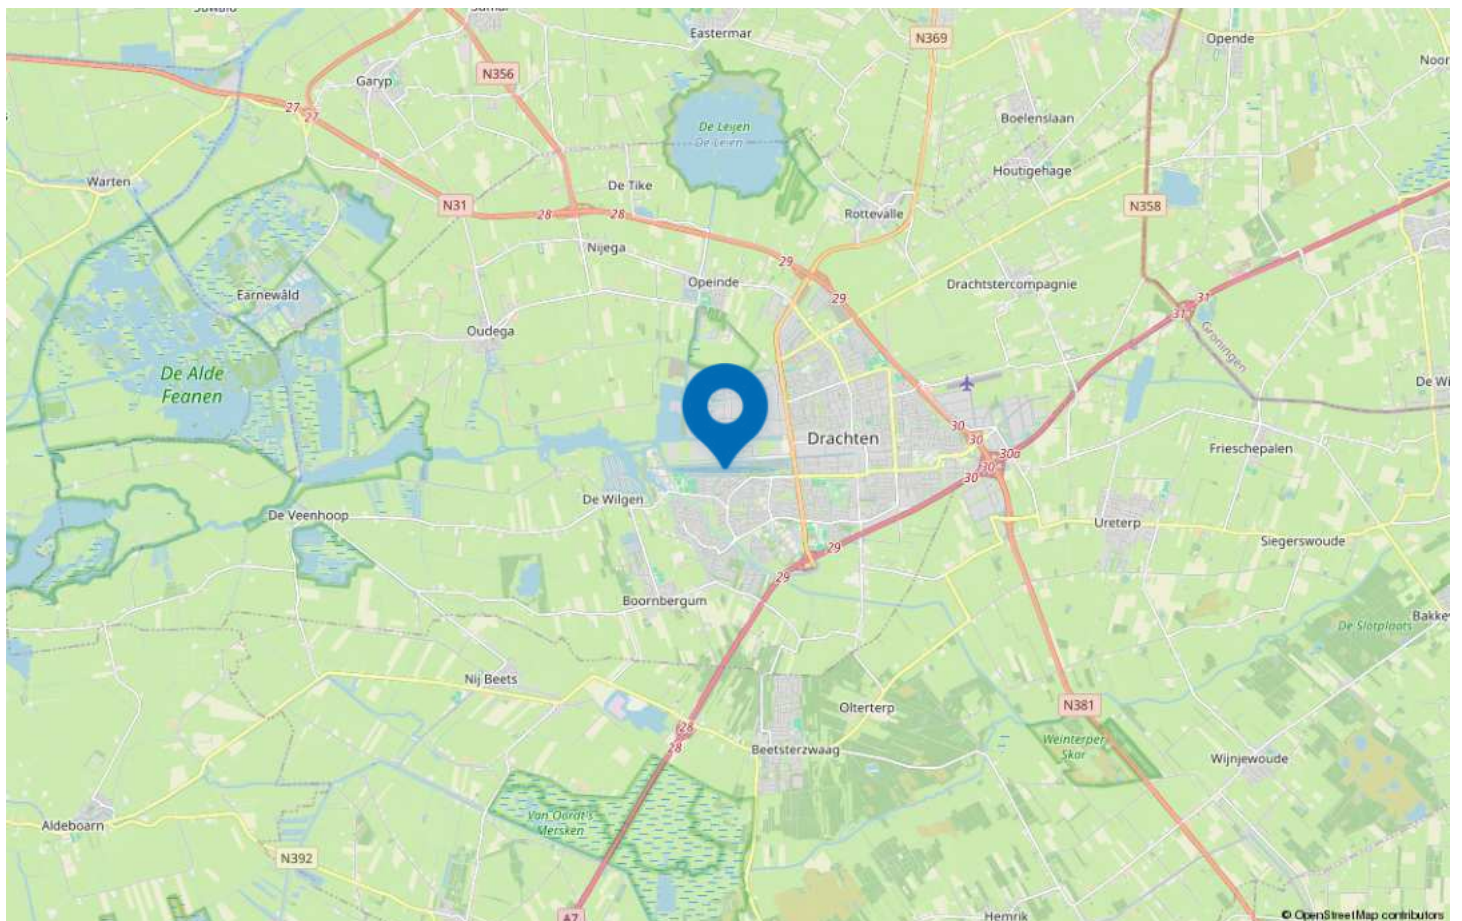 Eastermar
N369
Opende
N356
Garyp
27
27
De Leijen
De Leien
Boelenslaan
Houtigehage
Warten
De Tike
N31
28
28
Rottevalle
N358
Nijega
29
Opeinde
Drachtstercompagnie
29
31
31
Earnewâld
Oudega
Groningen
De Alde
Feanen
30
30
Drachten
30a
30
30
Frieschepalen
De Wilgen
De Veenhoop
Ureterp
Siegerswoude
29
29
Boornbergum
De Slotplaats
Nij Beets
Olterterp
N381
28
28
Beetsterzwaag
Weinterper
Skar
Wijnjewoude
Aldeboarn
Van Oordt's
Mersken
N392
A7
Hemrik
© OpenStreetMap contributors